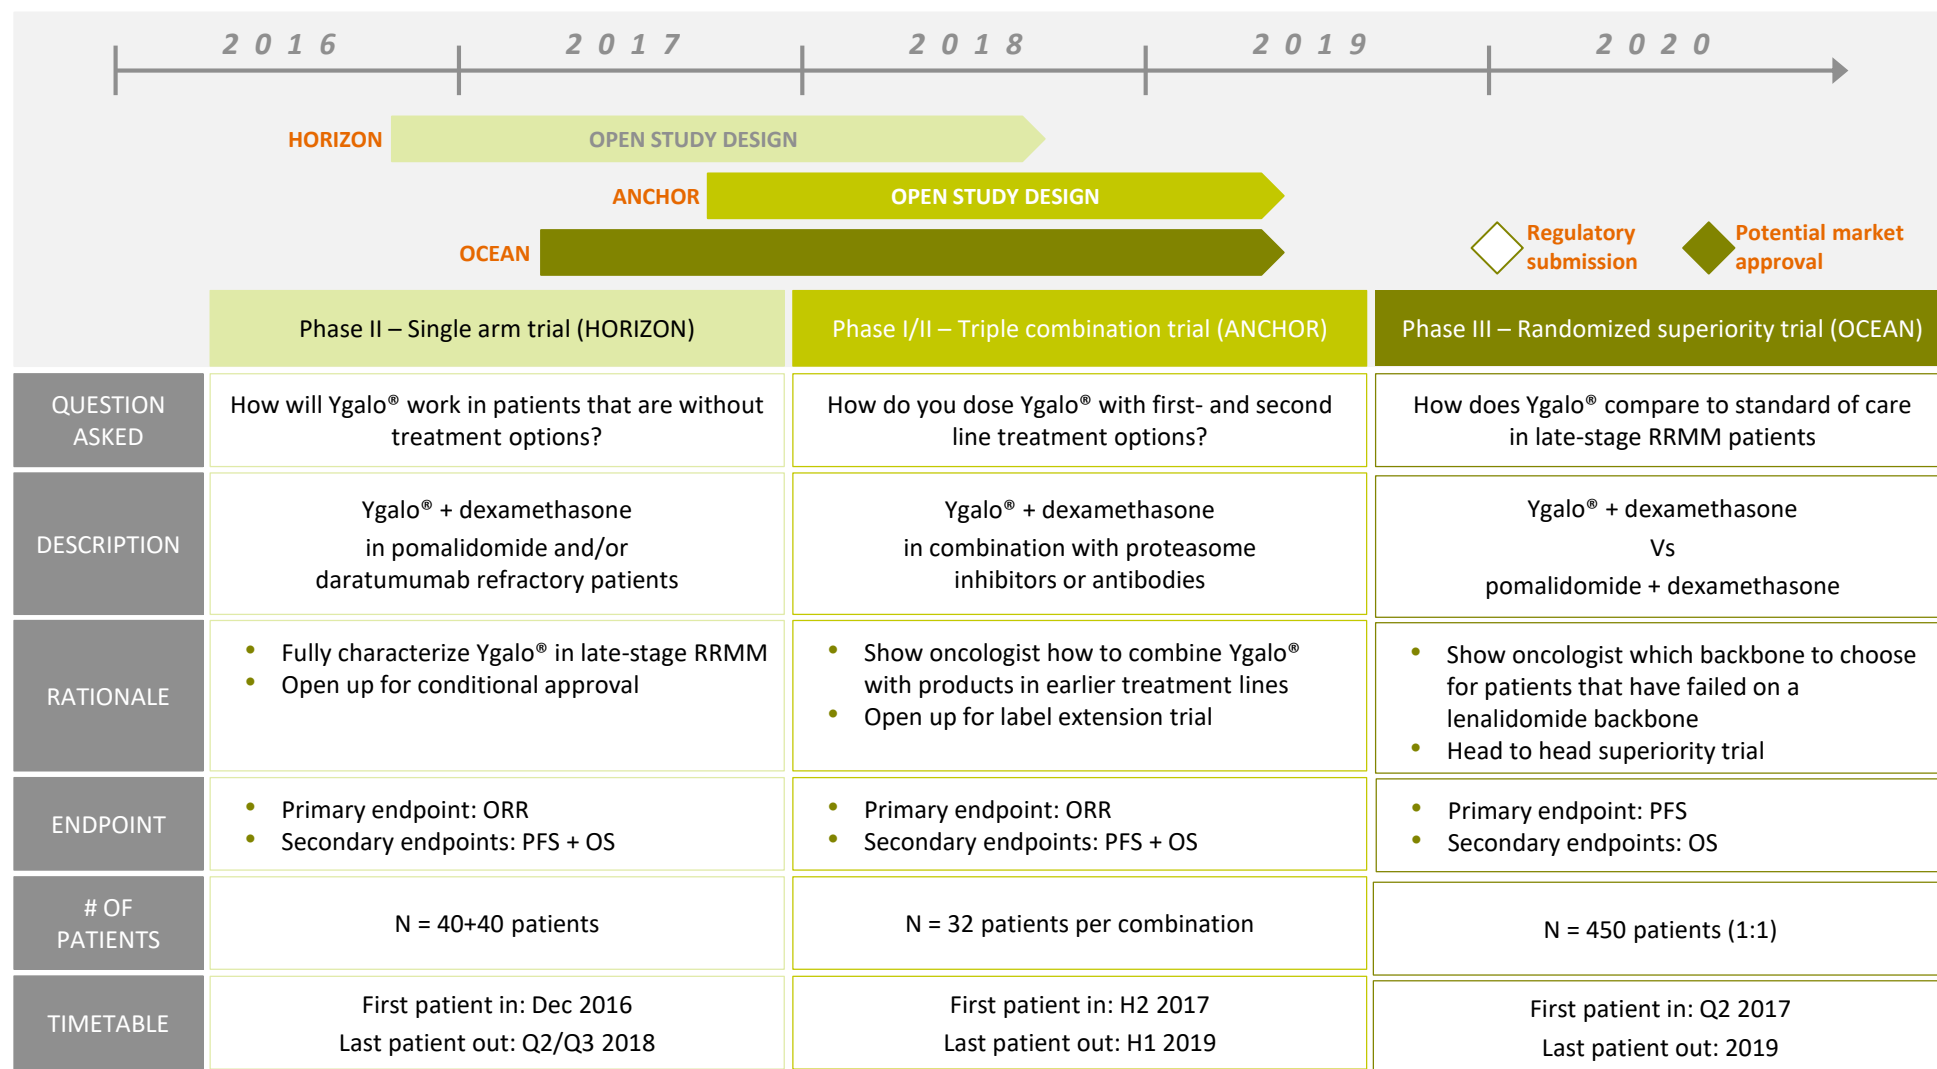 2016 2017 2018 2019 2020
HORIZON
OPEN STUDY DESIGN
ANCHOR
OPEN STUDY DESIGN
OCEAN
Regulatory
submission
Potential market
approval
Phase II – Single arm trial (HORIZON)
Phase I/II – Triple combination trial (ANCHOR)
Phase III – Randomized superiority trial (OCEAN)
QUESTION
ASKED
How will Ygalo® work in patients that are without
treatment options?
How do you dose Ygalo® with first- and second
line treatment options?
How does Ygalo® compare to standard of care
in late-stage RRMM patients
DESCRIPTION
Ygalo® + dexamethasone
in pomalidomide and/or
daratumumab refractory patients
Ygalo® + dexamethasone
in combination with proteasome
inhibitors or antibodies
Ygalo® + dexamethasone
Vs
pomalidomide + dexamethasone
RATIONALE
• Fully characterize Ygalo® in late-stage RRMM
• Open up for conditional approval
• Show oncologist how to combine Ygalo®
with products in earlier treatment lines
• Open up for label extension trial
• Show oncologist which backbone to choose
for patients that have failed on a
lenalidomide backbone
• Head to head superiority trial
ENDPOINT
• Primary endpoint: ORR
• Secondary endpoints: PFS + OS
• Primary endpoint: ORR
• Secondary endpoints: PFS + OS
• Primary endpoint: PFS
• Secondary endpoints: OS
# OF
PATIENTS
N = 40+40 patients
N = 32 patients per combination
N = 450 patients (1:1)
TIMETABLE
First patient in: Dec 2016
Last patient out: Q2/Q3 2018
First patient in: H2 2017
Last patient out: H1 2019
First patient in: Q2 2017
Last patient out: 2019